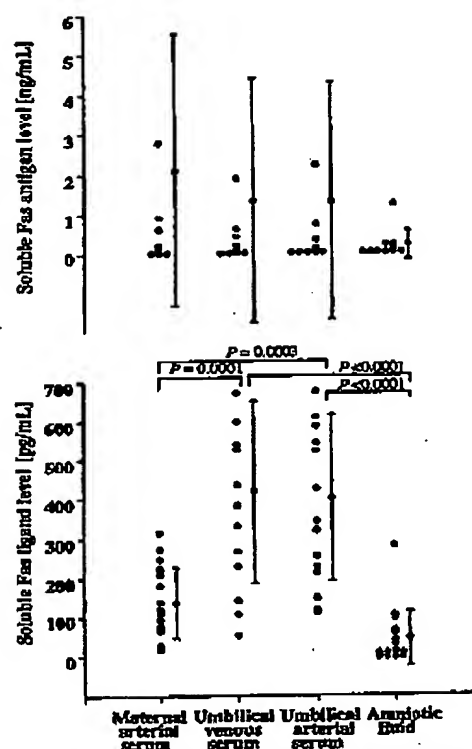 Soluble Fas antigen level [ng/mL]
6
5
4
3
2
1
0
P = 0.0003
P = 0.0001
P < 0.0001
P < 0.0001
Soluble Fas ligand level [pg/mL]
700
600
500
400
300
200
100
0
Maternal arterial serum
Umbilical venous serum
Umbilical arterial serum
Amniotic fluid